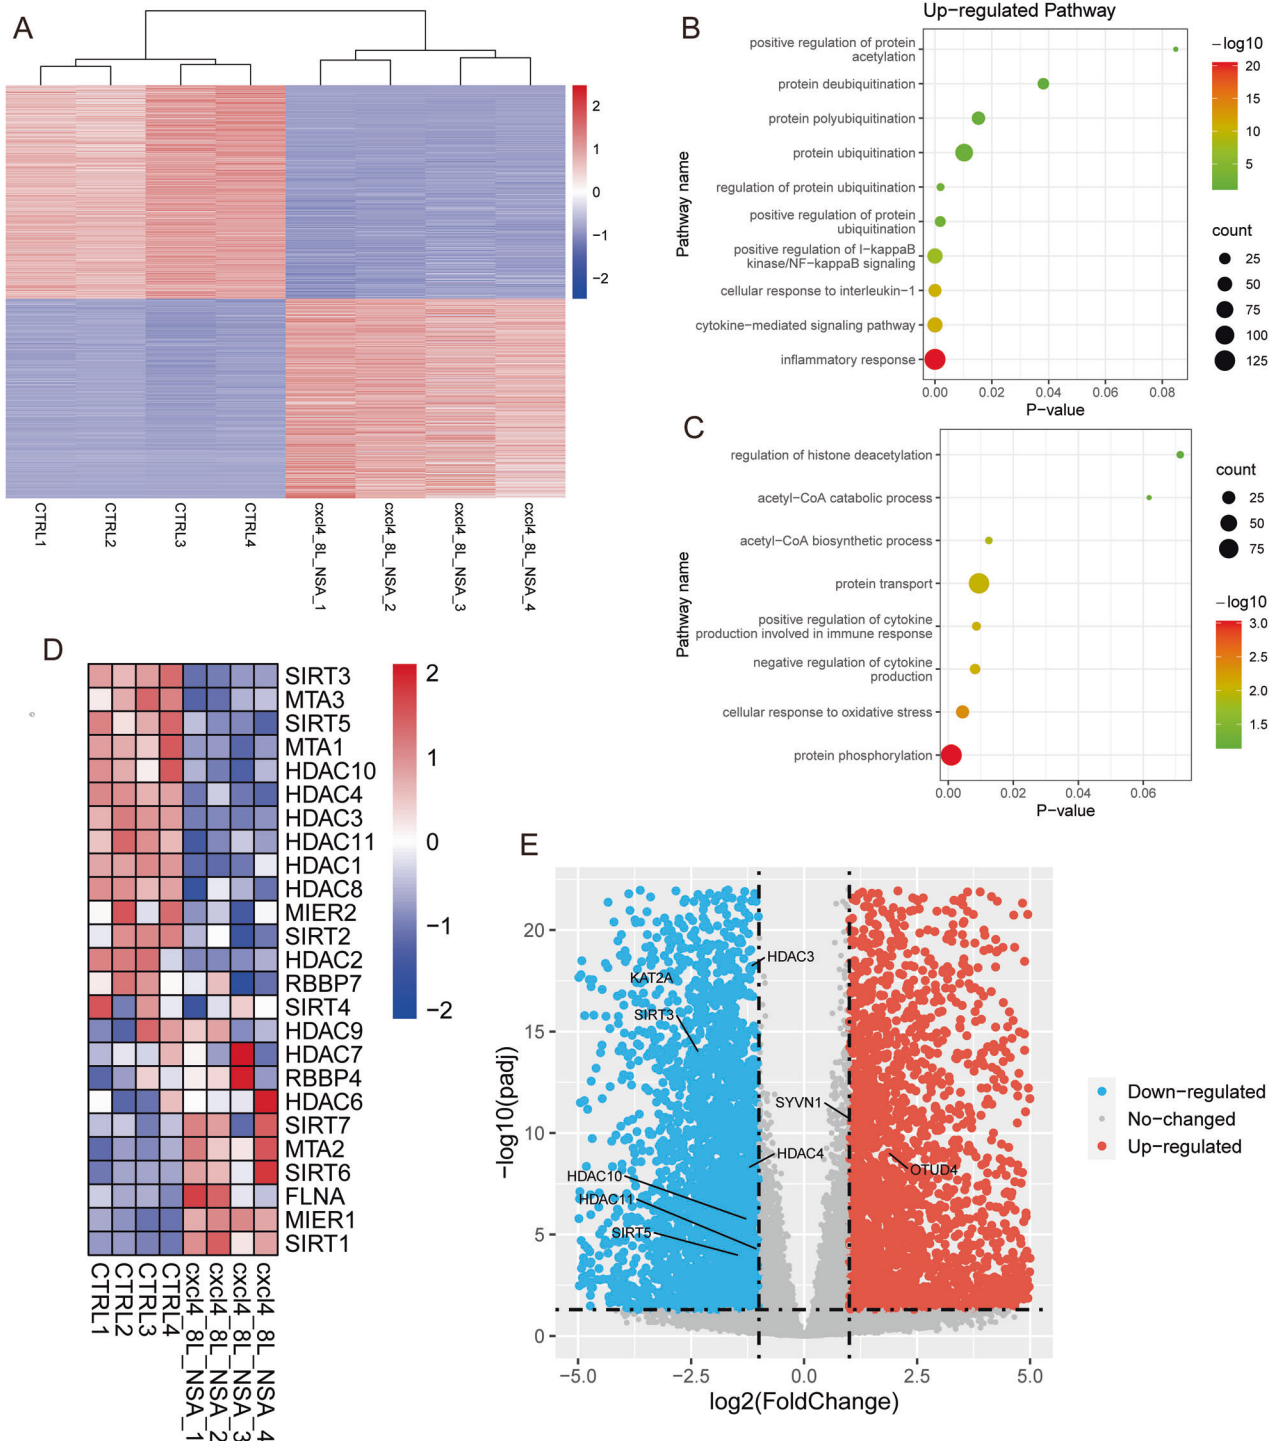 A
2
1
0
−1
−2
CTRL1
CTRL2
CTRL3
CTRL4
cxcl4_8L_NSA_1
cxcl4_8L_NSA_2
cxcl4_8L_NSA_3
cxcl4_8L_NSA_4
B
Up−regulated Pathway
Pathway name
positive regulation of protein
acetylation
protein deubiquitination
protein polyubiquitination
protein ubiquitination
regulation of protein ubiquitination
positive regulation of protein
ubiquitination
positive regulation of I−kappaB
kinase/NF−kappaB signaling
cellular response to interleukin−1
cytokine−mediated signaling pathway
inflammatory response
0.00 0.02 0.04 0.06 0.08
P−value
−log10
20
15
10
5
count
25
50
75
100
125
C
Pathway name
regulation of histone deacetylation
acetyl−CoA catabolic process
acetyl−CoA biosynthetic process
protein transport
positive regulation of cytokine
production involved in immune response
negative regulation of cytokine
production
cellular response to oxidative stress
protein phosphorylation
0.00 0.02 0.04 0.06
P−value
count
25
50
75
−log10
3.0
2.5
2.0
1.5
D
SIRT3
MTA3
SIRT5
MTA1
HDAC10
HDAC4
HDAC3
HDAC11
HDAC1
HDAC8
MIER2
SIRT2
HDAC2
RBBP7
SIRT4
HDAC9
HDAC7
RBBP4
HDAC6
SIRT7
MTA2
SIRT6
FLNA
MIER1
SIRT1
CTRL1
CTRL2
CTRL3
CTRL4
cxcl4_8L_NSA_1
cxcl4_8L_NSA_2
cxcl4_8L_NSA_3
cxcl4_8L_NSA_4
2
1
0
−1
−2
E
−log10(padj)
20
15
10
5
0
HDAC3
KAT2A
SIRT3
SYVN1
HDAC4
OTUD4
HDAC10
HDAC11
SIRT5
−5.0 −2.5 0.0 2.5 5.0
log2(FoldChange)
Down−regulated
No−changed
Up−regulated